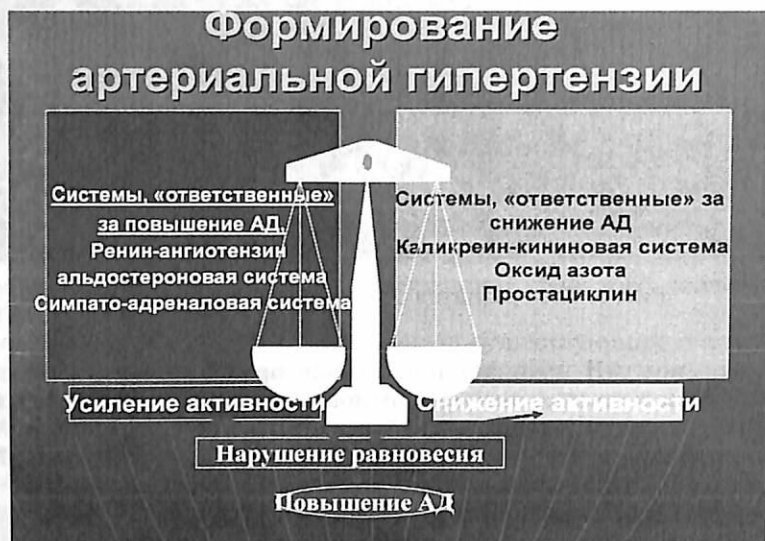 Формирование
артериальной гипертензии
Системы, «ответственные»
за повышение АД,
Ренин-ангиотензин
альдостероновая система
Симпато-адреналовая система
Системы, «ответственные» за
снижение АД
Каликреин-кининовая система
Оксид азота
Простациклин
Усиление активности
Снижение активности
Нарушение равновесия
Повышение АД